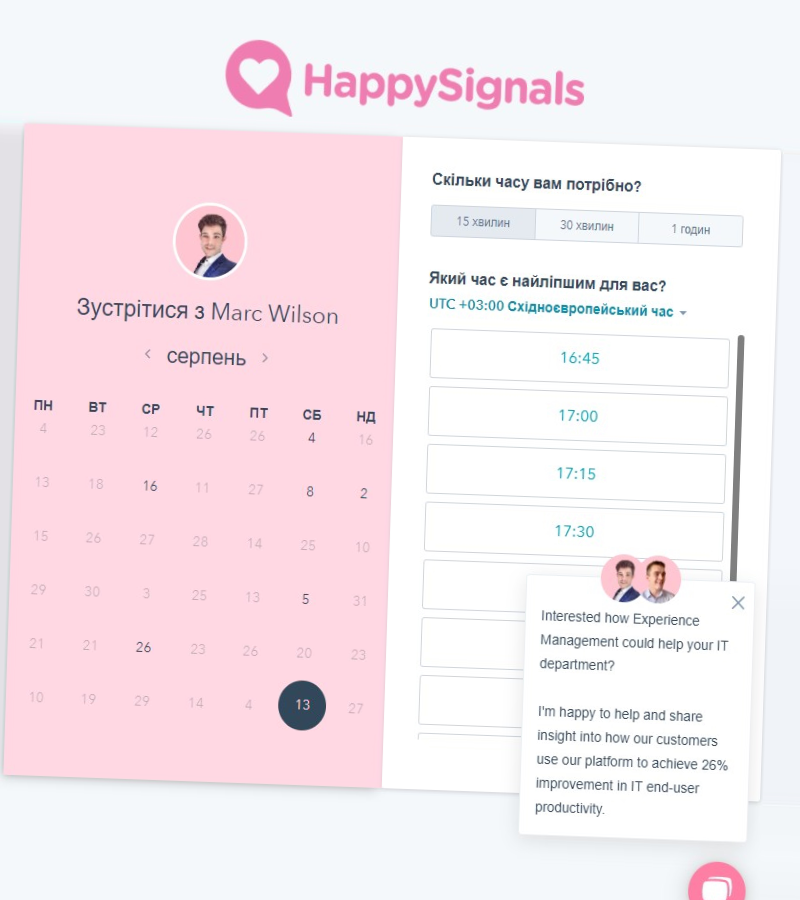 HappySignals
Зустрітися з Marc Wilson
серпень
ПН ВТ СР ЧТ ПТ СБ НД
4 23 12 26 26 4 16
13 18 16 11 27 8 2
15 26 27 28 14 25 10
29 30 3 25 13 5 31
21 21 26 23 26 20 23
10 19 29 14 4 13 27
Скільки часу вам потрібно?
15 хвилин 30 хвилин 1 годин
Який час є найліпшим для вас?
UTC +03:00 Східноєвропейський час
16:45
17:00
17:15
17:30
Interested how Experience
Management could help your IT
department?
I'm happy to help and share
insight into how our customers
use our platform to achieve 26%
improvement in IT end-user
productivity.